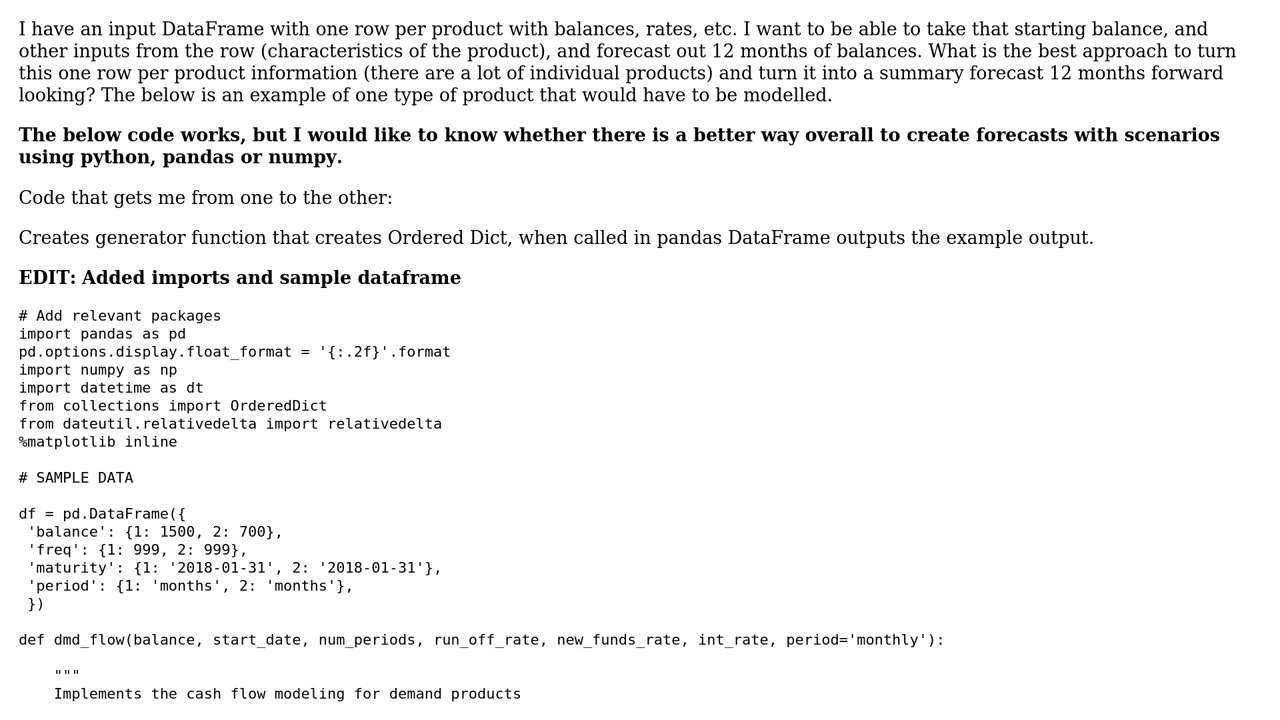 I have an input DataFrame with one row per product with balances, rates, etc. I want to be able to take that starting balance, and
other inputs from the row (characteristics of the product), and forecast out 12 months of balances. What is the best approach to turn
this one row per product information (there are a lot of individual products) and turn it into a summary forecast 12 months forward
looking? The below is an example of one type of product that would have to be modelled.
The below code works, but I would like to know whether there is a better way overall to create forecasts with scenarios
using python, pandas or numpy.
Code that gets me from one to the other:
Creates generator function that creates Ordered Dict, when called in pandas DataFrame outputs the example output.
EDIT: Added imports and sample dataframe
# Add relevant packages
import pandas as pd
pd.options.display.float_format = '{:.2f}'.format
import numpy as np
import datetime as dt
from collections import OrderedDict
from dateutil.relativedelta import relativedelta
%matplotlib inline
# SAMPLE DATA
df = pd.DataFrame({
 'balance': {1: 1500, 2: 700},
 'freq': {1: 999, 2: 999},
 'maturity': {1: '2018-01-31', 2: '2018-01-31'},
 'period': {1: 'months', 2: 'months'},
 })
def dmd_flow(balance, start_date, num_periods, run_off_rate, new_funds_rate, int_rate, period='monthly'):
    """
    Implements the cash flow modeling for demand products